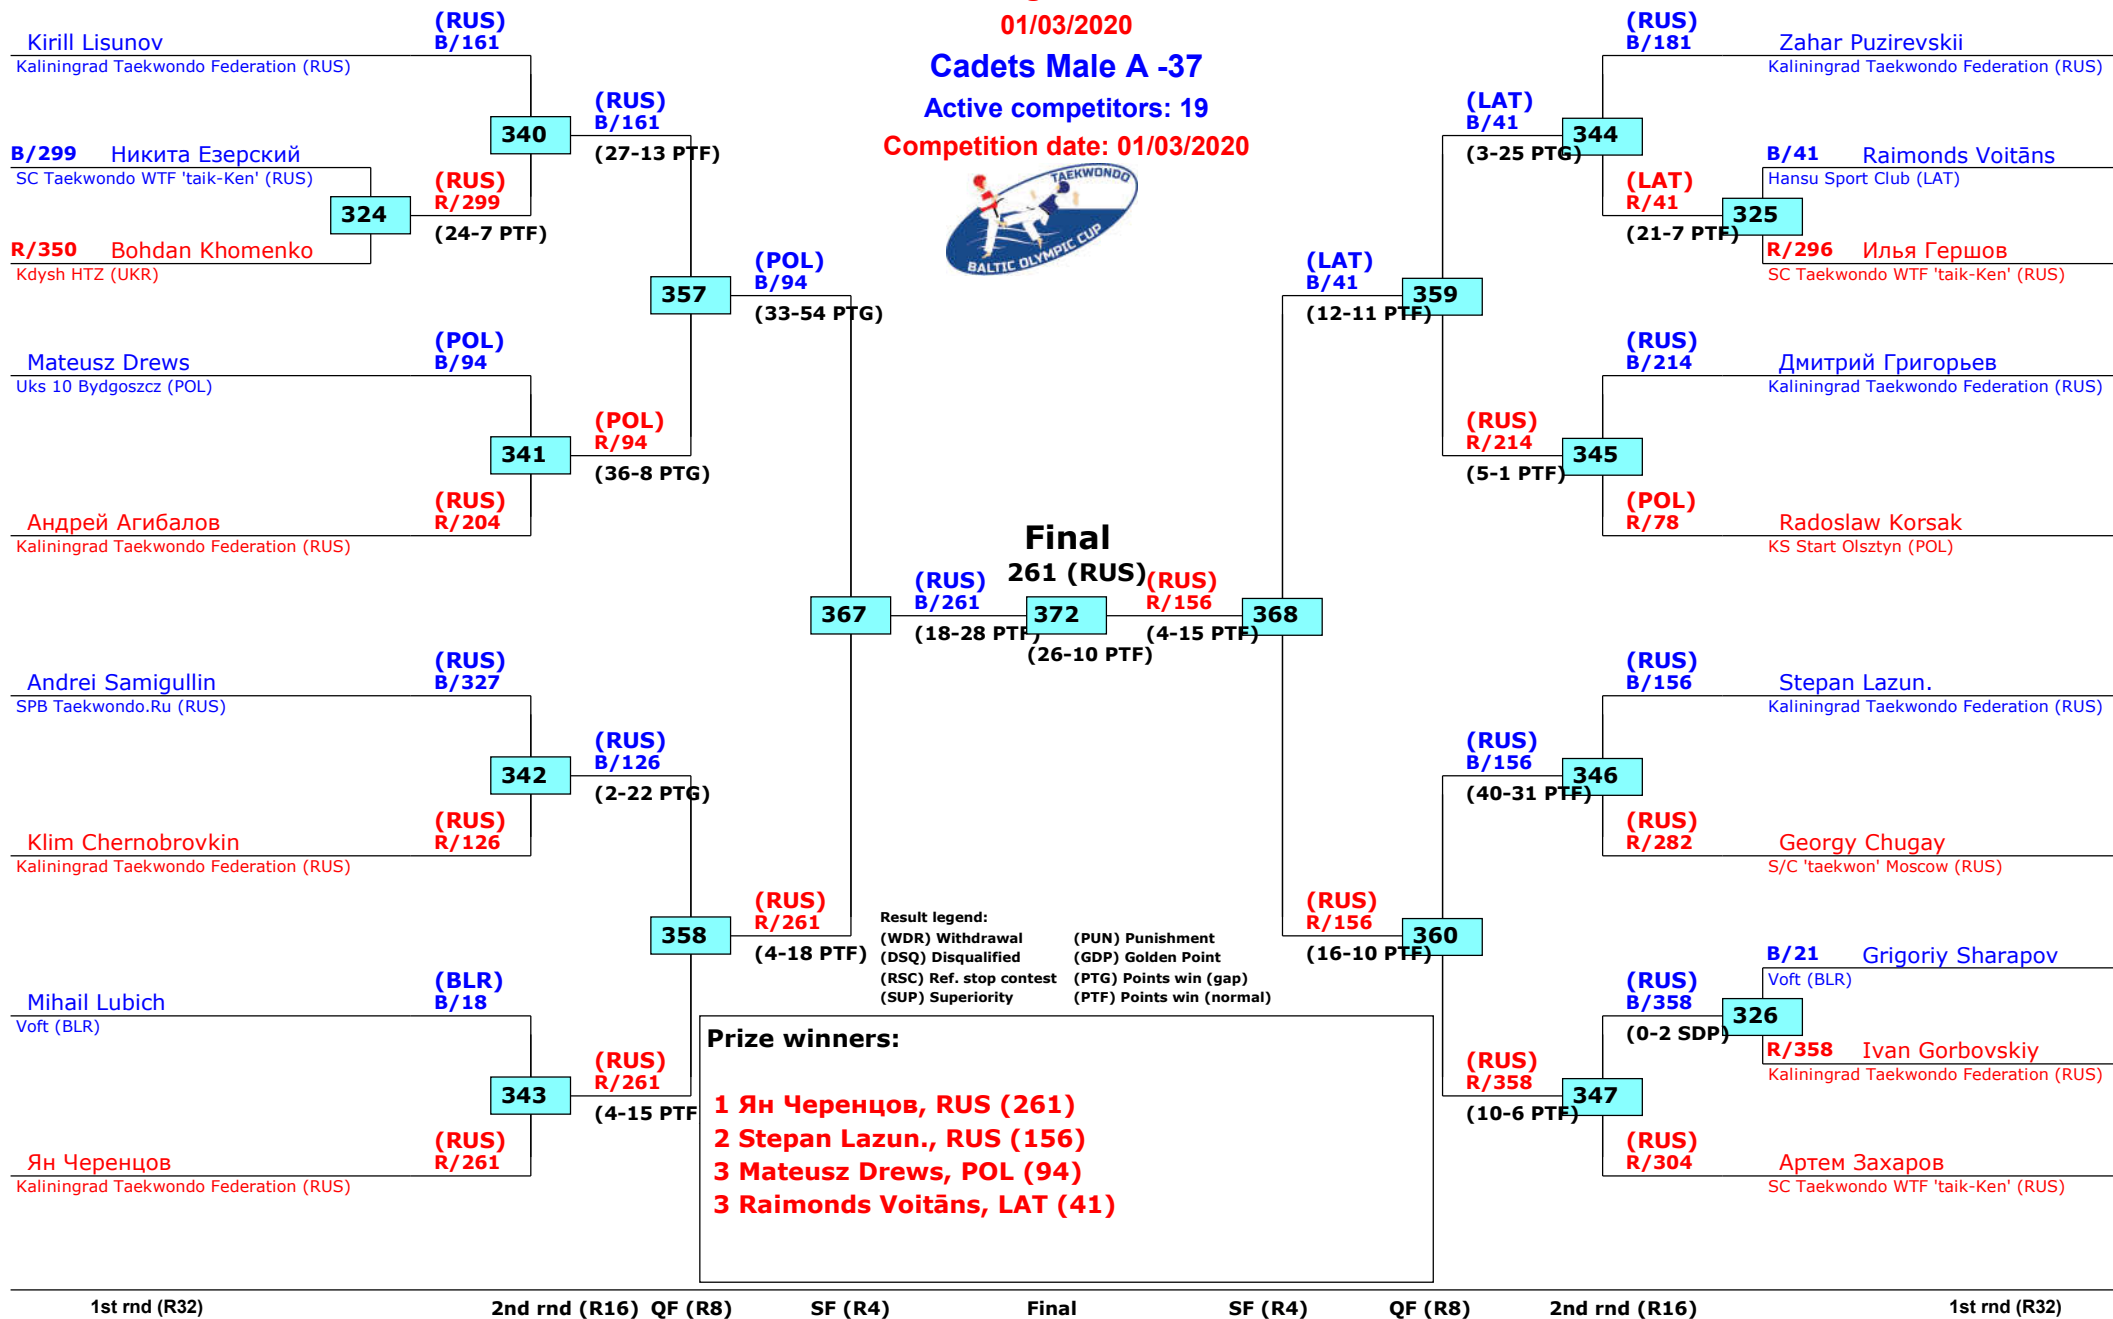 01/03/2020
Cadets Male A -37
Active competitors: 19
Competition date: 01/03/2020
TAEKWONDO
BALTIC OLYMPIC CUP
Kirill Lisunov
(RUS)
B/161
Kaliningrad Taekwondo Federation (RUS)
B/299 Никита Езерский
SC Taekwondo WTF 'taik-Ken' (RUS)
324
R/350 Bohdan Khomenko
Kdysh HTZ (UKR)
(RUS)
R/299
(24-7 PTF)
340
(RUS)
B/161
(27-13 PTF)
Mateusz Drews
(POL)
B/94
Uks 10 Bydgoszcz (POL)
341
Андрей Агибалов
(RUS)
R/204
Kaliningrad Taekwondo Federation (RUS)
(POL)
R/94
(36-8 PTG)
357
(POL)
B/94
(33-54 PTG)
Andrei Samigullin
(RUS)
B/327
SPB Taekwondo.Ru (RUS)
342
Klim Chernobrovkin
(RUS)
R/126
Kaliningrad Taekwondo Federation (RUS)
(RUS)
B/126
(2-22 PTG)
Mihail Lubich
(BLR)
B/18
Voft (BLR)
343
Ян Черенцов
(RUS)
R/261
Kaliningrad Taekwondo Federation (RUS)
(RUS)
R/261
(4-15 PTF
358
(RUS)
R/261
(4-18 PTF)
367
(RUS)
B/261
(18-28 PTF)
Final
261 (RUS)
372
(26-10 PTF)
(RUS)
R/156
(4-15 PTF)
368
(LAT)
B/41
(12-11 PTF)
359
(LAT)
B/41
(3-25 PTG)
344
(RUS)
B/181
Zahar Puzirevskii
Kaliningrad Taekwondo Federation (RUS)
(LAT)
R/41
(21-7 PTF)
325
B/41 Raimonds Voitāns
Hansu Sport Club (LAT)
R/296 Илья Гершов
SC Taekwondo WTF 'taik-Ken' (RUS)
(RUS)
R/214
(5-1 PTF)
345
(RUS)
B/214
Дмитрий Григорьев
Kaliningrad Taekwondo Federation (RUS)
(POL)
R/78
Radoslaw Korsak
KS Start Olsztyn (POL)
(RUS)
R/156
(16-10 PTF)
360
(RUS)
B/156
(40-31 PTF)
346
(RUS)
B/156
Stepan Lazun.
Kaliningrad Taekwondo Federation (RUS)
(RUS)
R/282
Georgy Chugay
S/C 'taekwon' Moscow (RUS)
(RUS)
R/358
(10-6 PTF)
347
(RUS)
B/358
(0-2 SDP)
326
B/21 Grigoriy Sharapov
Voft (BLR)
R/358 Ivan Gorbovskiy
Kaliningrad Taekwondo Federation (RUS)
(RUS)
R/304
Артем Захаров
SC Taekwondo WTF 'taik-Ken' (RUS)
Result legend:
(WDR) Withdrawal (PUN) Punishment
(DSQ) Disqualified (GDP) Golden Point
(RSC) Ref. stop contest (PTG) Points win (gap)
(SUP) Superiority (PTF) Points win (normal)
Prize winners:
1 Ян Черенцов, RUS (261)
2 Stepan Lazun., RUS (156)
3 Mateusz Drews, POL (94)
3 Raimonds Voitāns, LAT (41)
1st rnd (R32) 2nd rnd (R16) QF (R8) SF (R4) Final SF (R4) QF (R8) 2nd rnd (R16) 1st rnd (R32)